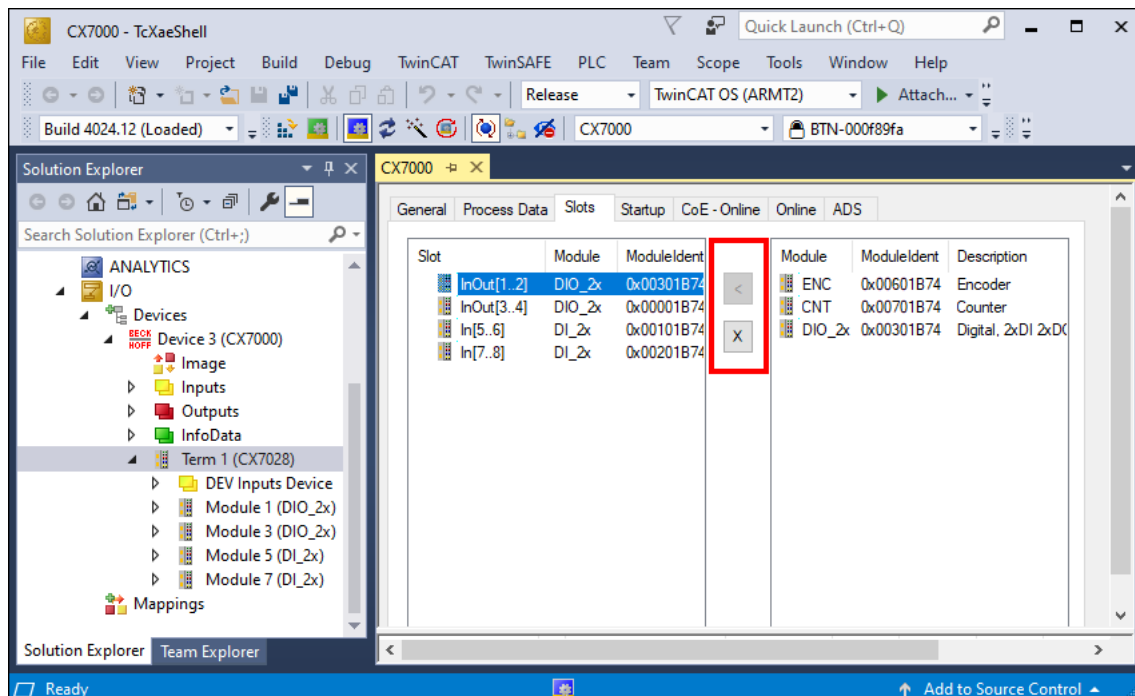 CX7000 - TcXaeShell
Quick Launch (Ctrl+Q)
File Edit View Project Build Debug TwinCAT TwinSAFE PLC Team Scope Tools Window Help
Release TwinCAT OS (ARMT2) Attach...
Build 4024.12 (Loaded) CX7000 BTN-000f89fa
Solution Explorer
Search Solution Explorer (Ctrl+;)
ANALYTICS
I/O
Devices
BECKHOFF Device 3 (CX7000)
Image
Inputs
Outputs
InfoData
Term 1 (CX7028)
DEV Inputs Device
Module 1 (DIO_2x)
Module 3 (DIO_2x)
Module 5 (DI_2x)
Module 7 (DI_2x)
Mappings
Solution Explorer Team Explorer
CX7000
General Process Data Slots Startup CoE - Online Online ADS
Slot Module ModuleIdent
InOut[1..2] DIO_2x 0x00301B74
InOut[3..4] DIO_2x 0x00001B74
In[5..6] DI_2x 0x00101B74
In[7..8] DI_2x 0x00201B74
<
X
Module ModuleIdent Description
ENC 0x00601B74 Encoder
CNT 0x00701B74 Counter
DIO_2x 0x00301B74 Digital, 2xDI 2xDO
Ready Add to Source Control